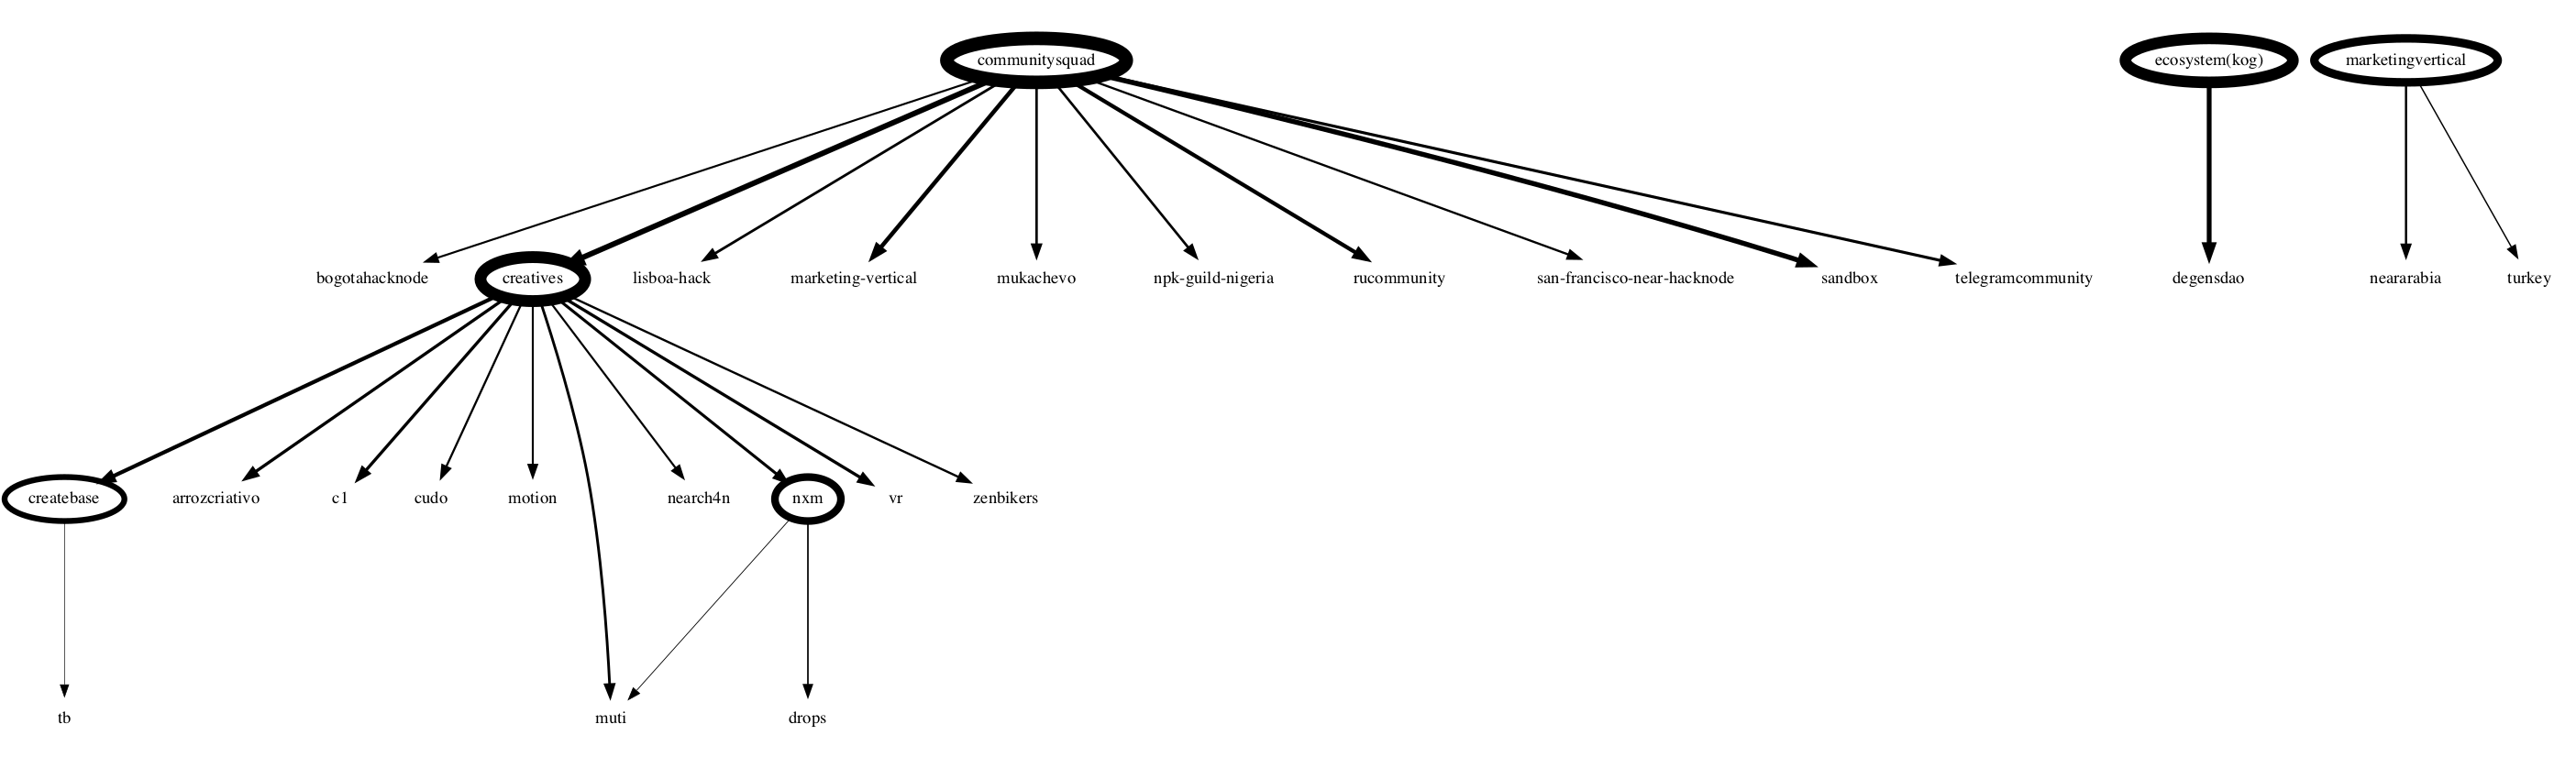 communitysquad
ecosystem(kog)
marketingvertical
bogotahacknode
creatives
lisboa-hack
marketing-vertical
mukachevo
npk-guild-nigeria
rucommunity
san-francisco-near-hacknode
sandbox
telegramcommunity
degensdao
neararabia
turkey
createbase
arrozcriativo
c1
cudo
motion
nearch4n
nxm
vr
zenbikers
tb
muti
drops